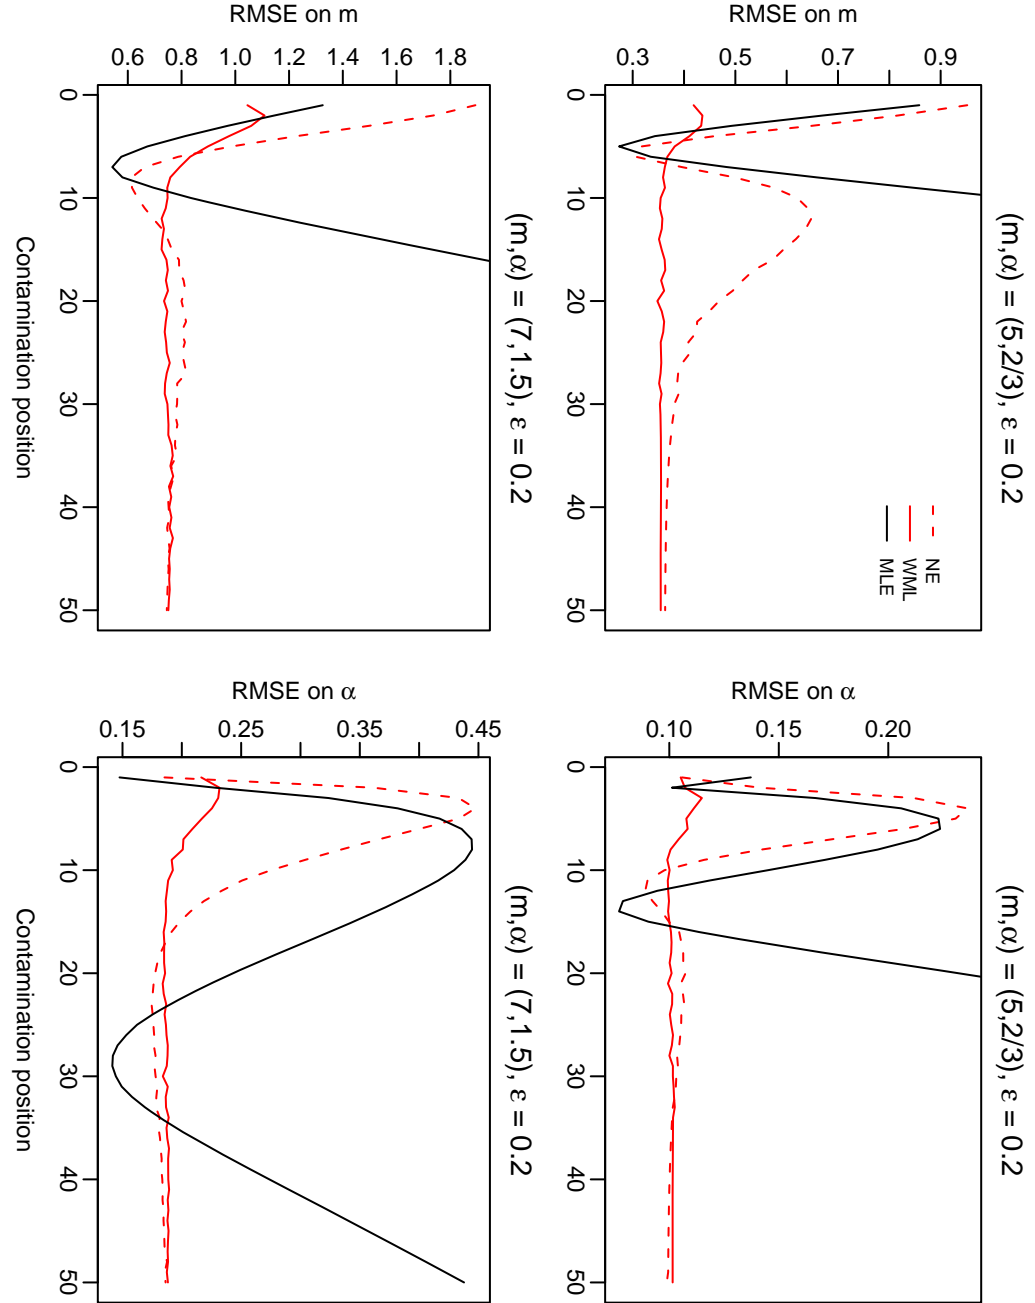 (m,α) = (5,2/3), ε = 0.2
RMSE on m
0.3 0.5 0.7 0.9
0 10 20 30 40 50
NE
WML
MLE
(m,α) = (5,2/3), ε = 0.2
RMSE on α
0.10 0.15 0.20
0 10 20 30 40 50
(m,α) = (7,1.5), ε = 0.2
RMSE on m
0.6 0.8 1.0 1.4 1.8
0 10 20 30 40 50
Contamination position
(m,α) = (7,1.5), ε = 0.2
RMSE on α
0.15 0.25 0.35 0.45
0 10 20 30 40 50
Contamination position